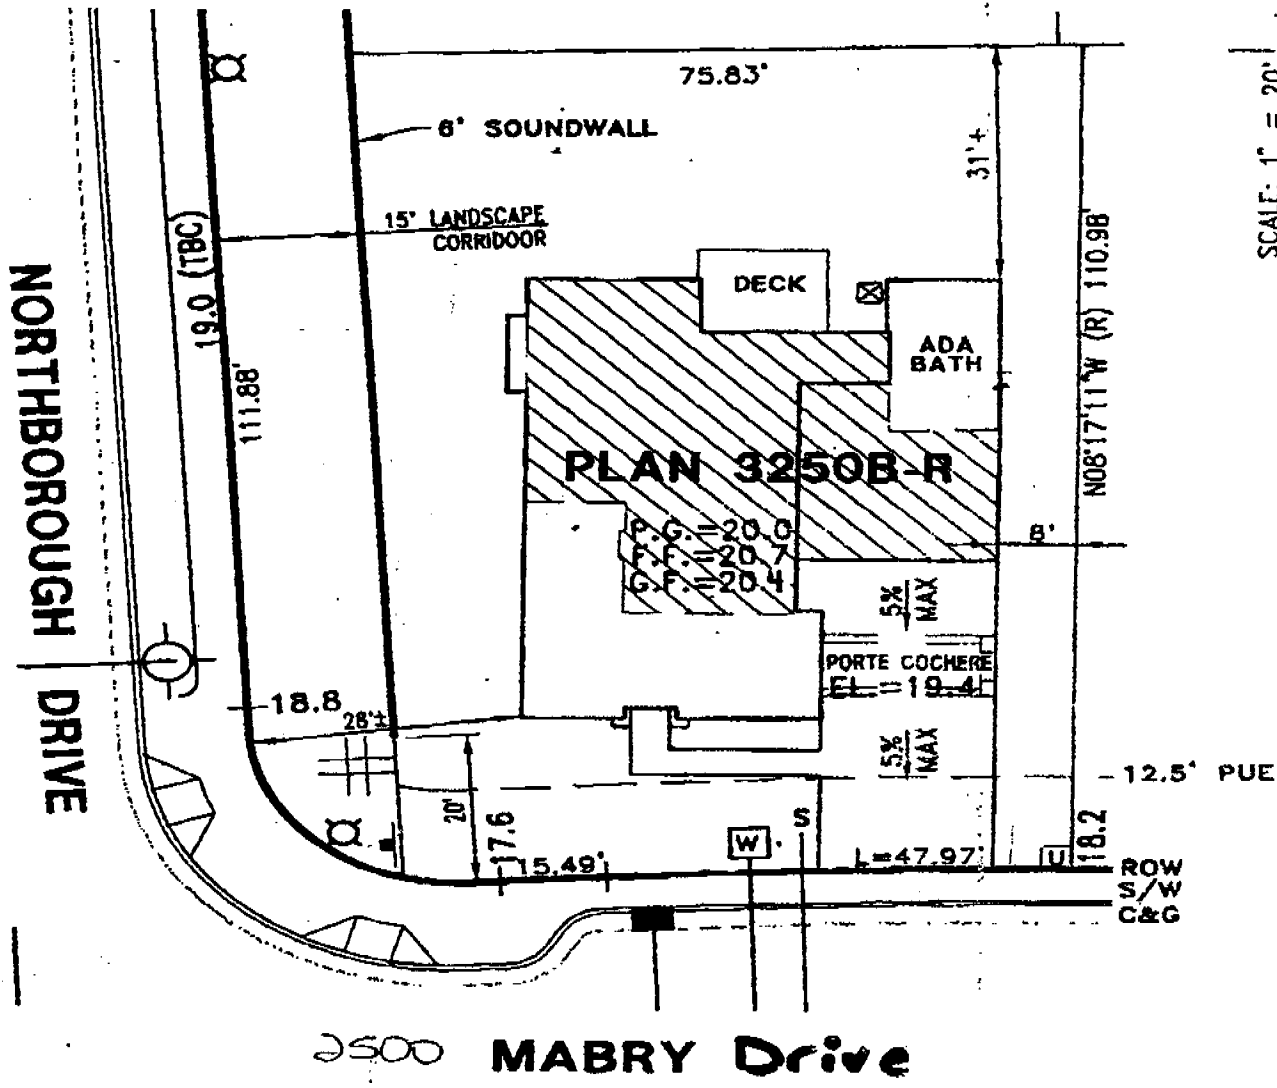 75.83'
6' SOUNDWALL
31'±
SCALE: 1" = 20'
15' LANDSCAPE
CORRIDOOR
19.0 (TBC)
N08°17'11"W (R) 110.98'
DECK
ADA
BATH
111.88'
NORTHBOROUGH DRIVE
PLAN 3250B-R
P.G.=20.0
F.F.=20.7
G.F.=20.4
8'
5%
MAX
PORTE COCHERE
EL.=19.4
18.8
28'±
5%
MAX
12.5' PUE
20'
17.6
S
W
18.2
15.49'
L=47.97'
U
ROW
S/W
C&G
2500 MABRY Drive